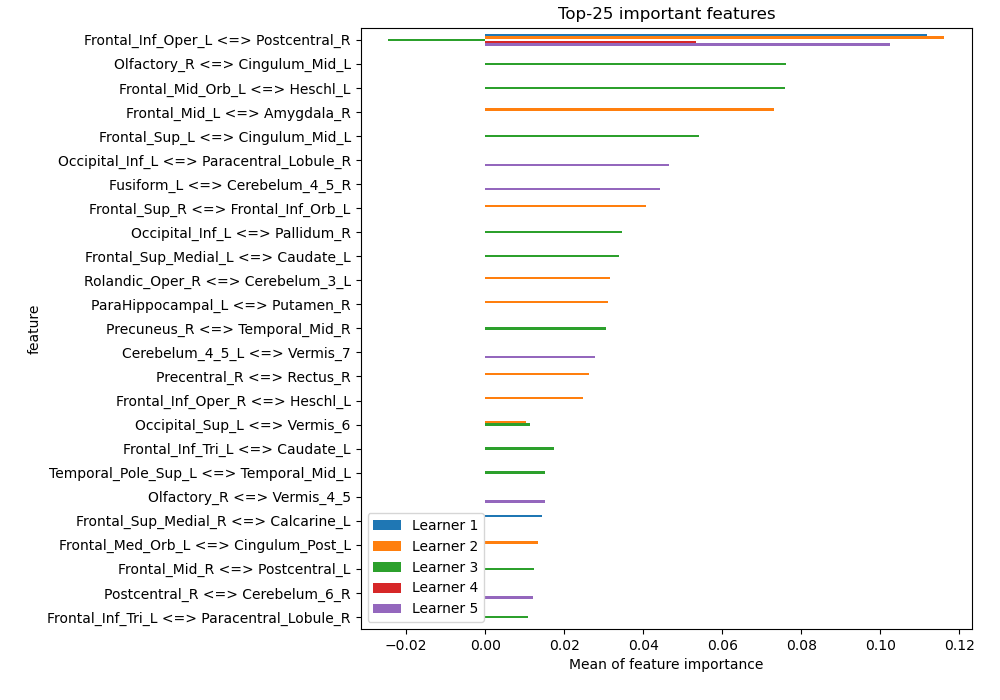 Top-25 important features
Frontal_Inf_Oper_L <=> Postcentral_R
Olfactory_R <=> Cingulum_Mid_L
Frontal_Mid_Orb_L <=> Heschl_L
Frontal_Mid_L <=> Amygdala_R
Frontal_Sup_L <=> Cingulum_Mid_L
Occipital_Inf_L <=> Paracentral_Lobule_R
Fusiform_L <=> Cerebelum_4_5_R
Frontal_Sup_R <=> Frontal_Inf_Orb_L
Occipital_Inf_L <=> Pallidum_R
Frontal_Sup_Medial_L <=> Caudate_L
Rolandic_Oper_R <=> Cerebelum_3_L
ParaHippocampal_L <=> Putamen_R
Precuneus_R <=> Temporal_Mid_R
Cerebelum_4_5_L <=> Vermis_7
Precentral_R <=> Rectus_R
Frontal_Inf_Oper_R <=> Heschl_L
Occipital_Sup_L <=> Vermis_6
Frontal_Inf_Tri_L <=> Caudate_L
Temporal_Pole_Sup_L <=> Temporal_Mid_L
Olfactory_R <=> Vermis_4_5
Frontal_Sup_Medial_R <=> Calcarine_L
Frontal_Med_Orb_L <=> Cingulum_Post_L
Frontal_Mid_R <=> Postcentral_L
Postcentral_R <=> Cerebelum_6_R
Frontal_Inf_Tri_L <=> Paracentral_Lobule_R
feature
Learner 1
Learner 2
Learner 3
Learner 4
Learner 5
−0.02 0.00 0.02 0.04 0.06 0.08 0.10 0.12
Mean of feature importance